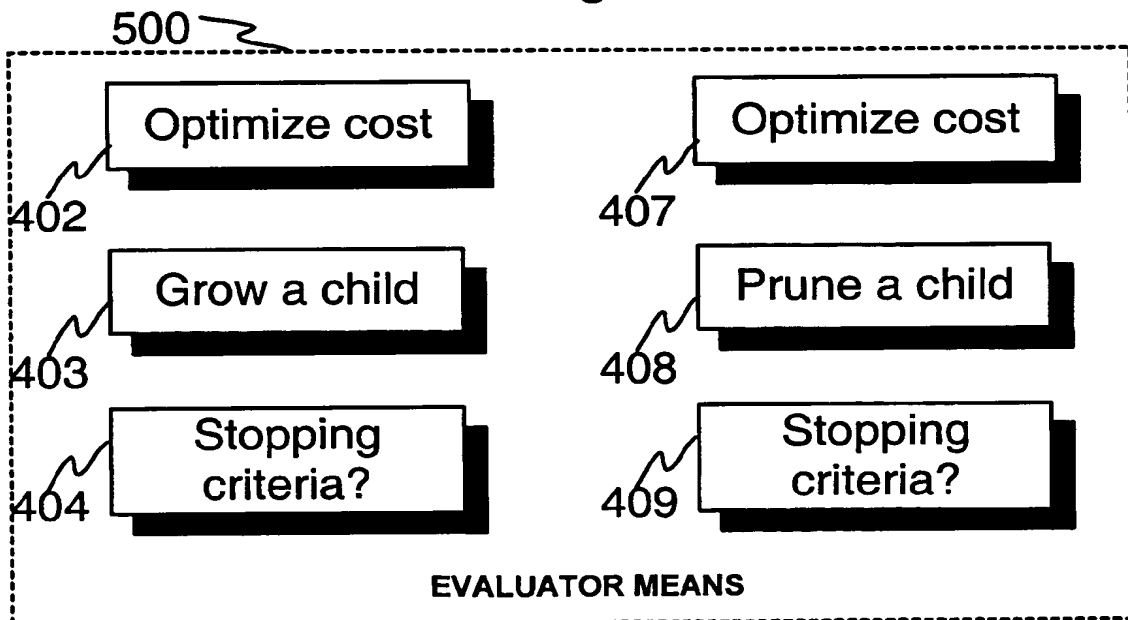 500
Optimize cost
Optimize cost
402
407
Grow a child
Prune a child
403
408
Stopping
criteria?
Stopping
criteria?
404
409
EVALUATOR MEANS